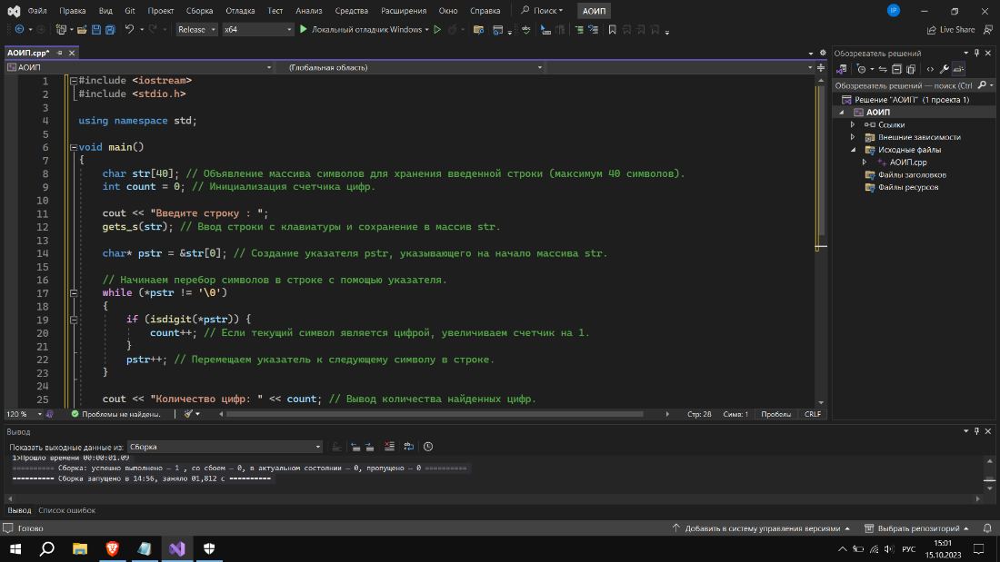 Файл Правка Вид Git Проект Сборка Отладка Тест Анализ Средства Расширения Окно Справка Поиск АОИП IP
Release x64 Локальный отладчик Windows Live Share
АОИП.cpp*
АОИП (Глобальная область)
1 #include <iostream>
2 #include <stdio.h>
3
4 using namespace std;
5
6 void main()
7 {
8 char str[40]; // Объявление массива символов для хранения введенной строки (максимум 40 символов).
9 int count = 0; // Инициализация счетчика цифр.
10
11 cout << "Введите строку : ";
12 gets_s(str); // Ввод строки с клавиатуры и сохранение в массив str.
13
14 char* pstr = &str[0]; // Создание указателя pstr, указывающего на начало массива str.
15
16 // Начинаем перебор символов в строке с помощью указателя.
17 while (*pstr != '\0')
18 {
19 if (isdigit(*pstr)) {
20 count++; // Если текущий символ является цифрой, увеличиваем счетчик на 1.
21 }
22 pstr++; // Перемещаем указатель к следующему символу в строке.
23 }
24
25 cout << "Количество цифр: " << count; // Вывод количества найденных цифр.
120 % Проблемы не найдены. Стр: 28 Симв: 1 Пробелы CRLF
Обозреватель решений
Обозреватель решений — поиск (Ctrl
Решение "АОИП" (1 проекта 1)
АОИП
Ссылки
Внешние зависимости
Исходные файлы
АОИП.cpp
Файлы заголовков
Файлы ресурсов
Вывод
Показать выходные данные из: Сборка
1>Прошло времени 00:00:01.09
========== Сборка: успешно выполнено — 1 , со сбоем — 0, в актуальном состоянии — 0, пропущено — 0 ==========
========== Сборка запущено в 14:56, заняло 01,812 с ==========
Вывод Список ошибок
Готово Добавить в систему управления версиями Выбрать репозиторий
РУС 15:01
15.10.2023